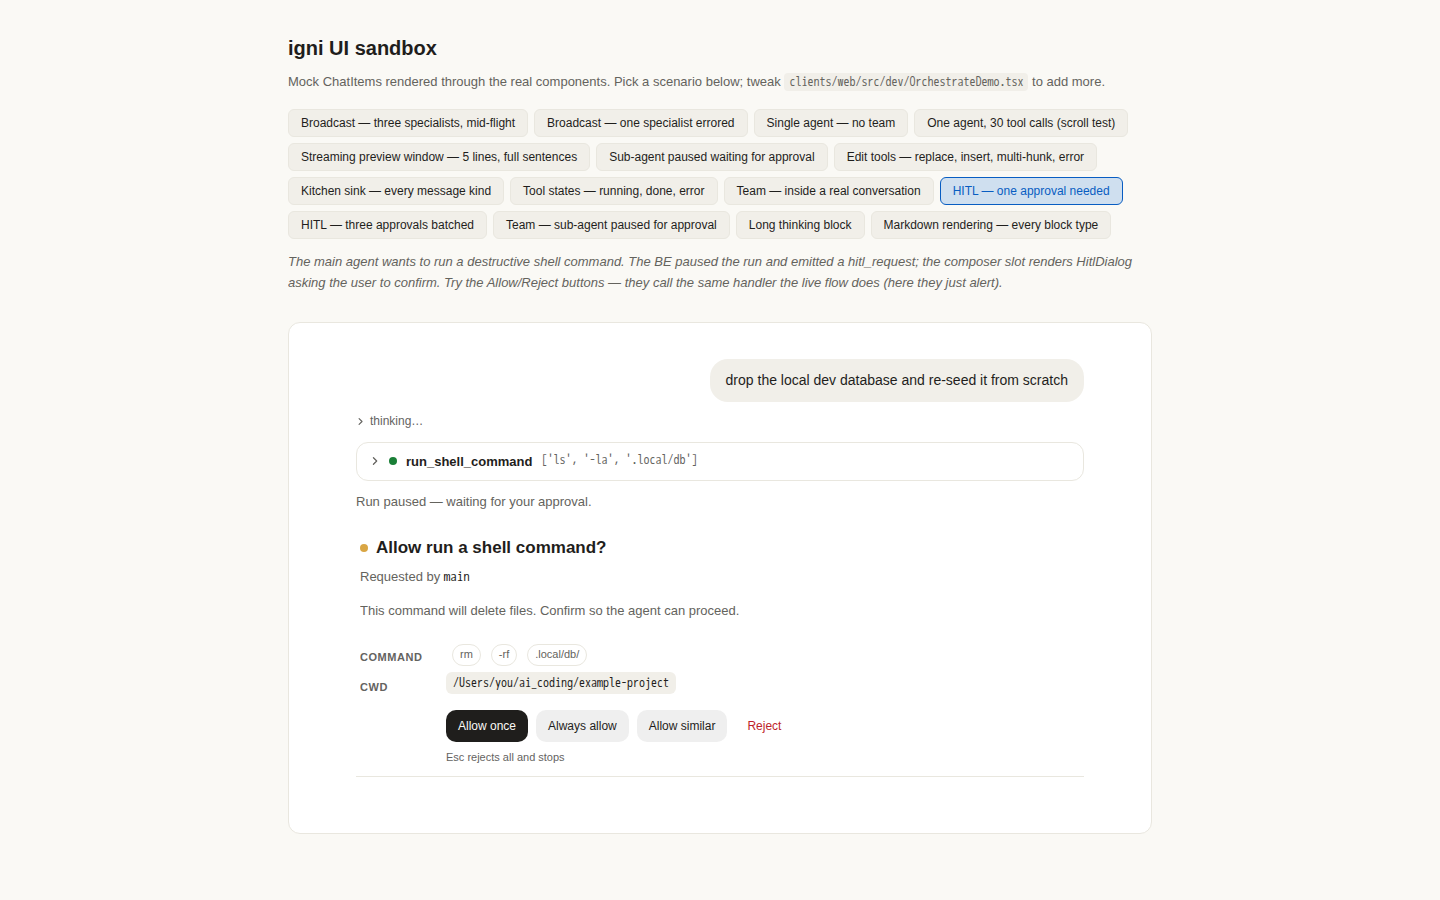 igni UI sandbox
Mock ChatItems rendered through the real components. Pick a scenario below; tweak clients/web/src/dev/OrchestrateDemo.tsx to add more.
Broadcast — three specialists, mid-flight
Broadcast — one specialist errored
Single agent — no team
One agent, 30 tool calls (scroll test)
Streaming preview window — 5 lines, full sentences
Sub-agent paused waiting for approval
Edit tools — replace, insert, multi-hunk, error
Kitchen sink — every message kind
Tool states — running, done, error
Team — inside a real conversation
HITL — one approval needed
HITL — three approvals batched
Team — sub-agent paused for approval
Long thinking block
Markdown rendering — every block type
The main agent wants to run a destructive shell command. The BE paused the run and emitted a hitl_request; the composer slot renders HitlDialog
asking the user to confirm. Try the Allow/Reject buttons — they call the same handler the live flow does (here they just alert).
drop the local dev database and re-seed it from scratch
thinking…
run_shell_command ['ls', '-la', '.local/db']
Run paused — waiting for your approval.
Allow run a shell command?
Requested by main
This command will delete files. Confirm so the agent can proceed.
COMMAND rm -rf .local/db/
CWD /Users/you/ai_coding/example-project
Allow once Always allow Allow similar Reject
Esc rejects all and stops